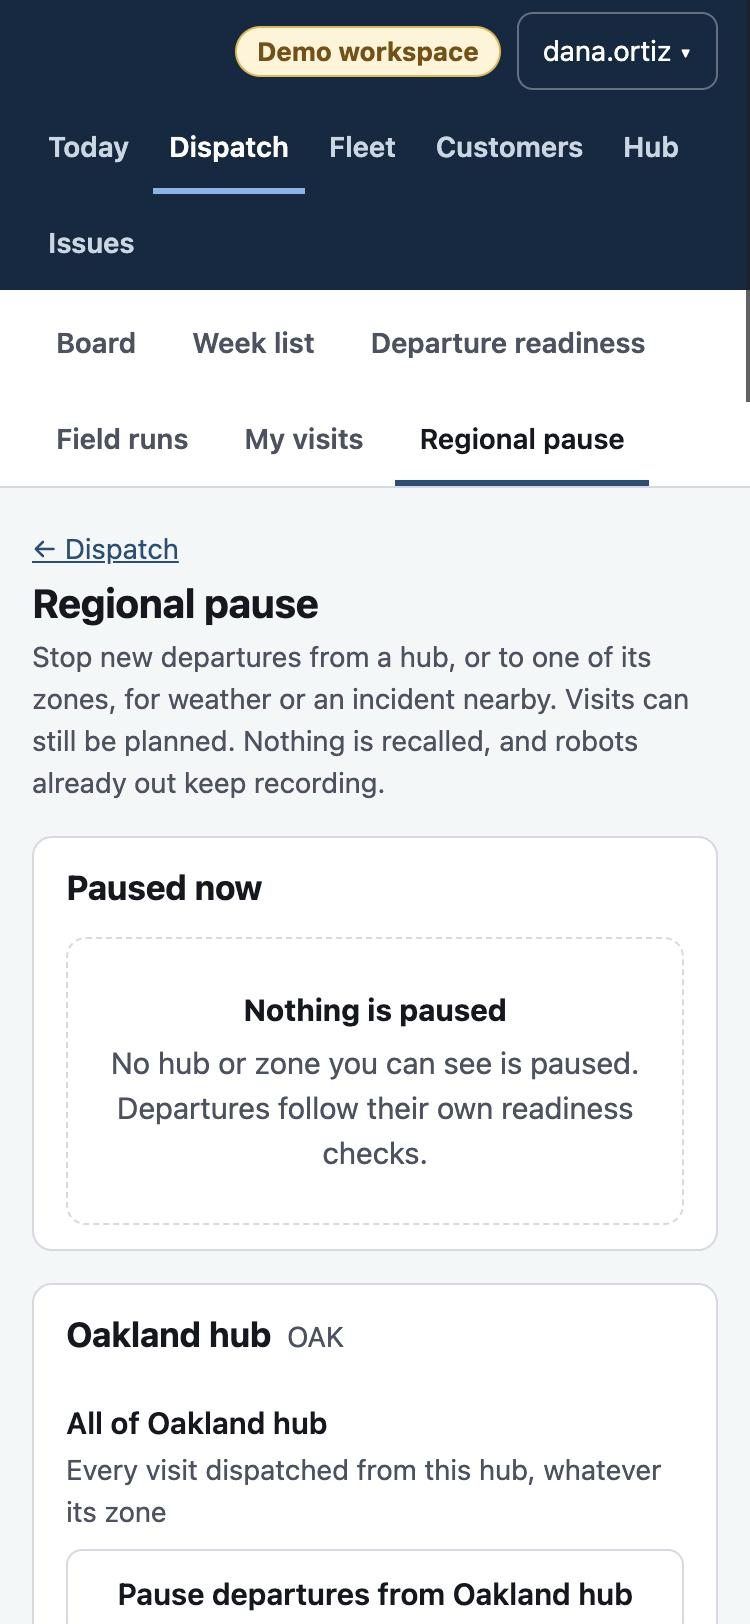 Demo workspace
dana.ortiz ▾
Today Dispatch Fleet Customers Hub
Issues
Board Week list Departure readiness
Field runs My visits Regional pause
← Dispatch
Regional pause
Stop new departures from a hub, or to one of its
zones, for weather or an incident nearby. Visits can
still be planned. Nothing is recalled, and robots
already out keep recording.
Paused now
Nothing is paused
No hub or zone you can see is paused.
Departures follow their own readiness
checks.
Oakland hub OAK
All of Oakland hub
Every visit dispatched from this hub, whatever
its zone
Pause departures from Oakland hub